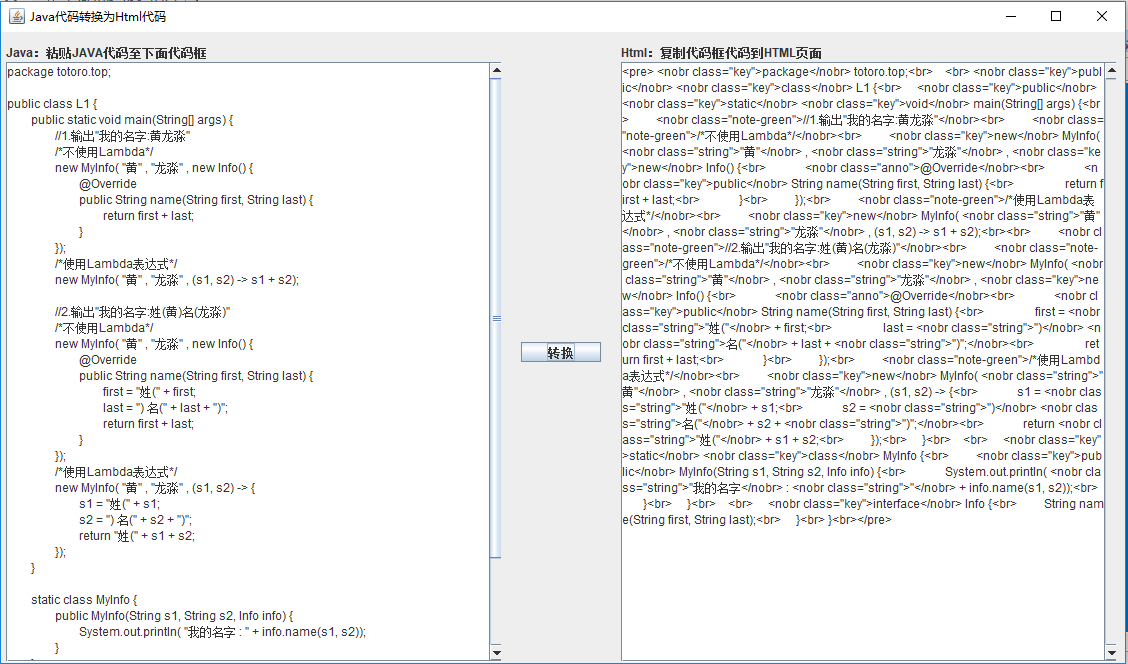 Java代码转换为Html代码
Java：粘贴JAVA代码至下面代码框
package totoro.top;
public class L1 {
public static void main(String[] args) {
//1.输出"我的名字:黄龙淼"
/*不使用Lambda*/
new MyInfo( "黄" , "龙淼" , new Info() {
@Override
public String name(String first, String last) {
return first + last;
}
});
/*使用Lambda表达式*/
new MyInfo( "黄" , "龙淼" , (s1, s2) -> s1 + s2);
//2.输出"我的名字:姓(黄)名(龙淼)"
/*不使用Lambda*/
new MyInfo( "黄" , "龙淼" , new Info() {
@Override
public String name(String first, String last) {
first = "姓(" + first;
last = ") 名(" + last + ")";
return first + last;
}
});
/*使用Lambda表达式*/
new MyInfo( "黄" , "龙淼" , (s1, s2) -> {
s1 = "姓(" + s1;
s2 = ") 名(" + s2 + ")";
return "姓(" + s1 + s2;
});
}
static class MyInfo {
public MyInfo(String s1, String s2, Info info) {
System.out.println( "我的名字 : " + info.name(s1, s2));
}
转换
Html：复制代码框代码到HTML页面
<pre> <nobr class="key">package</nobr> totoro.top;<br> <br> <nobr class="key">publ
ic</nobr> <nobr class="key">class</nobr> L1 {<br> <nobr class="key">public</nobr>
<nobr class="key">static</nobr> <nobr class="key">void</nobr> main(String[] args) {<b
r> <nobr class="note-green">//1.输出"我的名字:黄龙淼"</nobr><br> <nobr class=
"note-green">/*不使用Lambda*/</nobr><br> <nobr class="key">new</nobr> MyInfo(
<nobr class="string">"黄"</nobr> , <nobr class="string">"龙淼"</nobr> , <nobr class="ke
y">new</nobr> Info() {<br> <nobr class="anno">@Override</nobr><br> <n
obr class="key">public</nobr> String name(String first, String last) {<br> return f
irst + last;<br> }<br> });<br> <nobr class="note-green">/*使用Lambda表
达式*/</nobr><br> <nobr class="key">new</nobr> MyInfo( <nobr class="string">"黄"
</nobr> , <nobr class="string">"龙淼"</nobr> , (s1, s2) -> s1 + s2);<br><br> <nobr cl
ass="note-green">//2.输出"我的名字:姓(黄)名(龙淼)"</nobr><br> <nobr class="note-
green">/*不使用Lambda*/</nobr><br> <nobr class="key">new</nobr> MyInfo( <nobr
class="string">"黄"</nobr> , <nobr class="string">"龙淼"</nobr> , <nobr class="key">ne
w</nobr> Info() {<br> <nobr class="anno">@Override</nobr><br> <nobr cl
ass="key">public</nobr> String name(String first, String last) {<br> first = <nobr
class="string">"姓("</nobr> + first;<br> last = <nobr class="string">")</nobr> <n
obr class="string">名("</nobr> + last + <nobr class="string">")";</nobr><br> ret
urn first + last;<br> }<br> });<br> <nobr class="note-green">/*使用Lambd
a表达式*/</nobr><br> <nobr class="key">new</nobr> MyInfo( <nobr class="string">"
黄"</nobr> , <nobr class="string">"龙淼"</nobr> , (s1, s2) -> {<br> s1 = <nobr clas
s="string">"姓("</nobr> + s1;<br> s2 = <nobr class="string">")</nobr> <nobr class
="string">名("</nobr> + s2 + <nobr class="string">")";</nobr><br> return <nobr cl
ass="string">"姓("</nobr> + s1 + s2;<br> });<br> }<br> <br> <nobr class="key"
>static</nobr> <nobr class="key">class</nobr> MyInfo {<br> <nobr class="key">pu
blic</nobr> MyInfo(String s1, String s2, Info info) {<br> System.out.println( <nobr cla
ss="string">"我的名字</nobr> : <nobr class="string">"</nobr> + info.name(s1, s2));<br>
}<br> }<br> <br> <nobr class="key">interface</nobr> Info {<br> String nam
e(String first, String last);<br> }<br> }<br></pre>